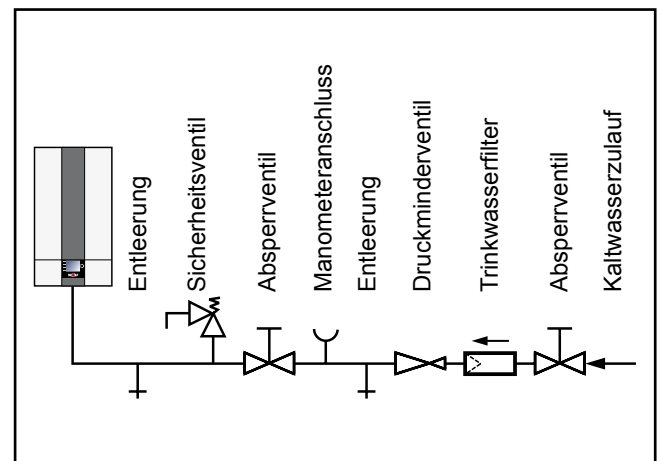 Entleerung
Sicherheitsventil
Absperrventil
Manometeranschluss
Entleerung
Druckminderventil
Trinkwasserfilter
Absperrventil
Kaltwasserzulauf